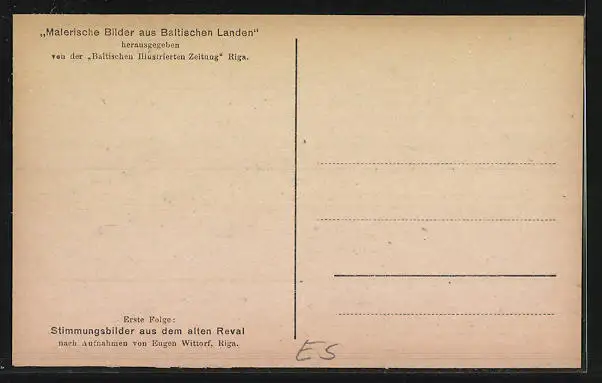 „Malerische Bilder aus Baltischen Landen“
herausgegeben
von der „Baltischen Illustrierten Zeitung“ Riga.
Erste Folge:
Stimmungsbilder aus dem alten Reval
nach Aufnahmen von Eugen Wittorf, Riga.
ES